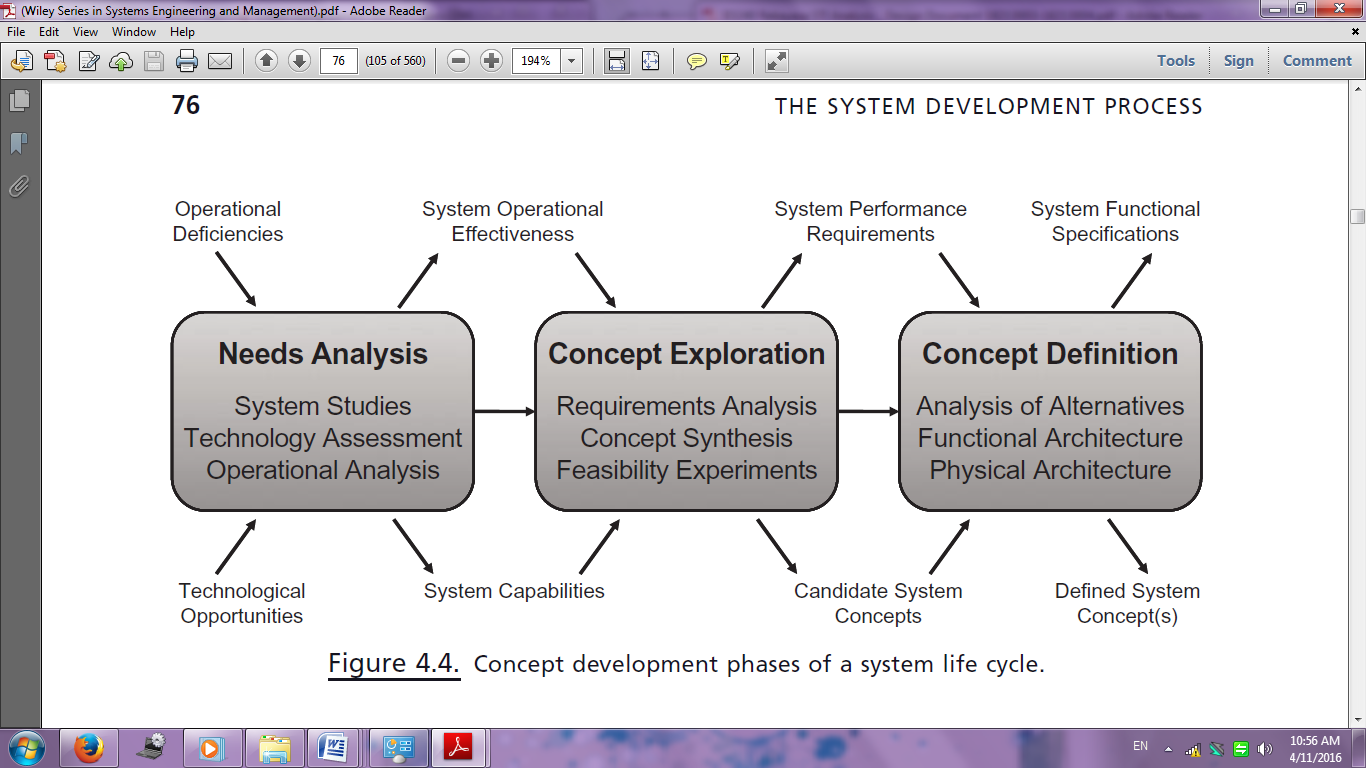 (Wiley Series in Systems Engineering and Management).pdf - Adobe Reader
File Edit View Window Help
76 (105 of 560) 194% Tools Sign Comment
76 THE SYSTEM DEVELOPMENT PROCESS
Operational
Deficiencies
System Operational
Effectiveness
System Performance
Requirements
System Functional
Specifications
Needs Analysis
System Studies
Technology Assessment
Operational Analysis
Concept Exploration
Requirements Analysis
Concept Synthesis
Feasibility Experiments
Concept Definition
Analysis of Alternatives
Functional Architecture
Physical Architecture
Technological
Opportunities
System Capabilities
Candidate System
Concepts
Defined System
Concept(s)
Figure 4.4. Concept development phases of a system life cycle.
EN
10:56 AM
4/11/2016